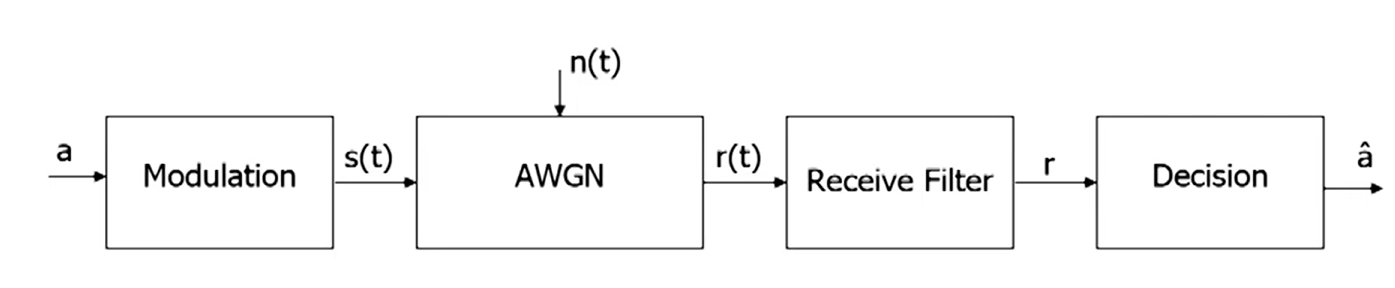 n(t)
a
Modulation
s(t)
AWGN
r(t)
Receive Filter
r
Decision
â